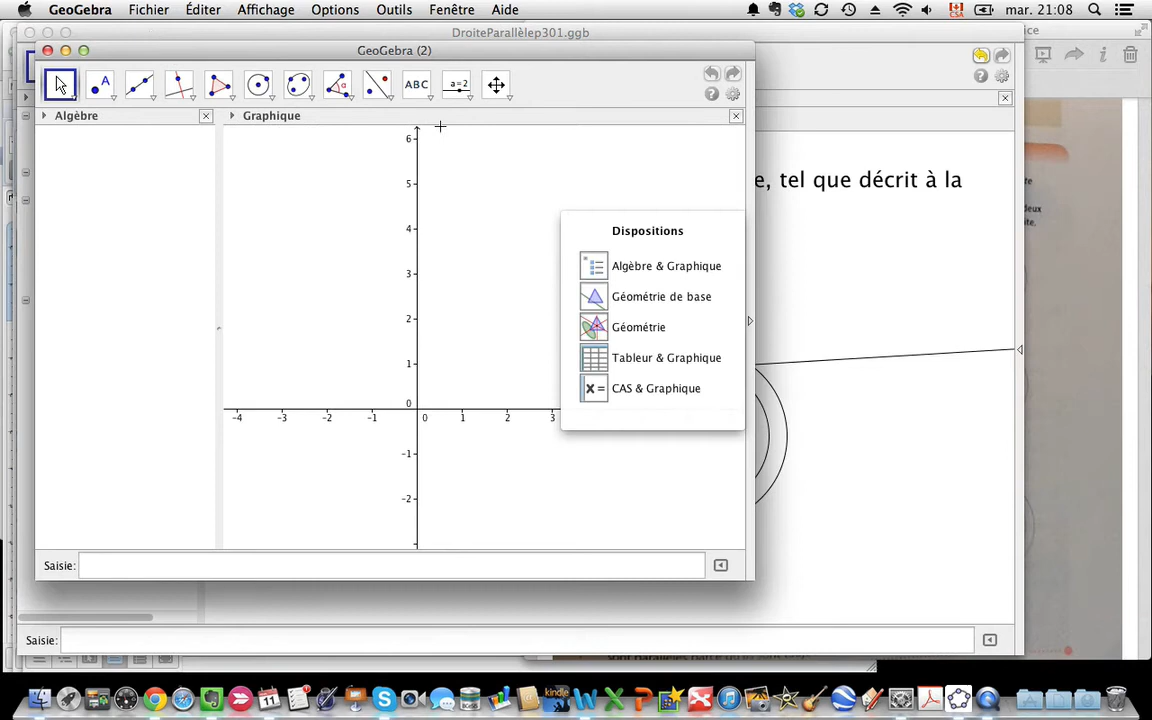 GeoGebra Fichier Éditer Affichage Options Outils Fenêtre Aide mar. 21:08
DroiteParallèlep301.ggb
GeoGebra (2)
ABC a=2
Algèbre Graphique
e, tel que décrit à la
Dispositions
Algèbre & Graphique
Géométrie de base
Géométrie
Tableur & Graphique
X = CAS & Graphique
6
5
4
3
2
1
0
-4 -3 -2 -1 0 1 2 3
-1
-2
Saisie:
Saisie: